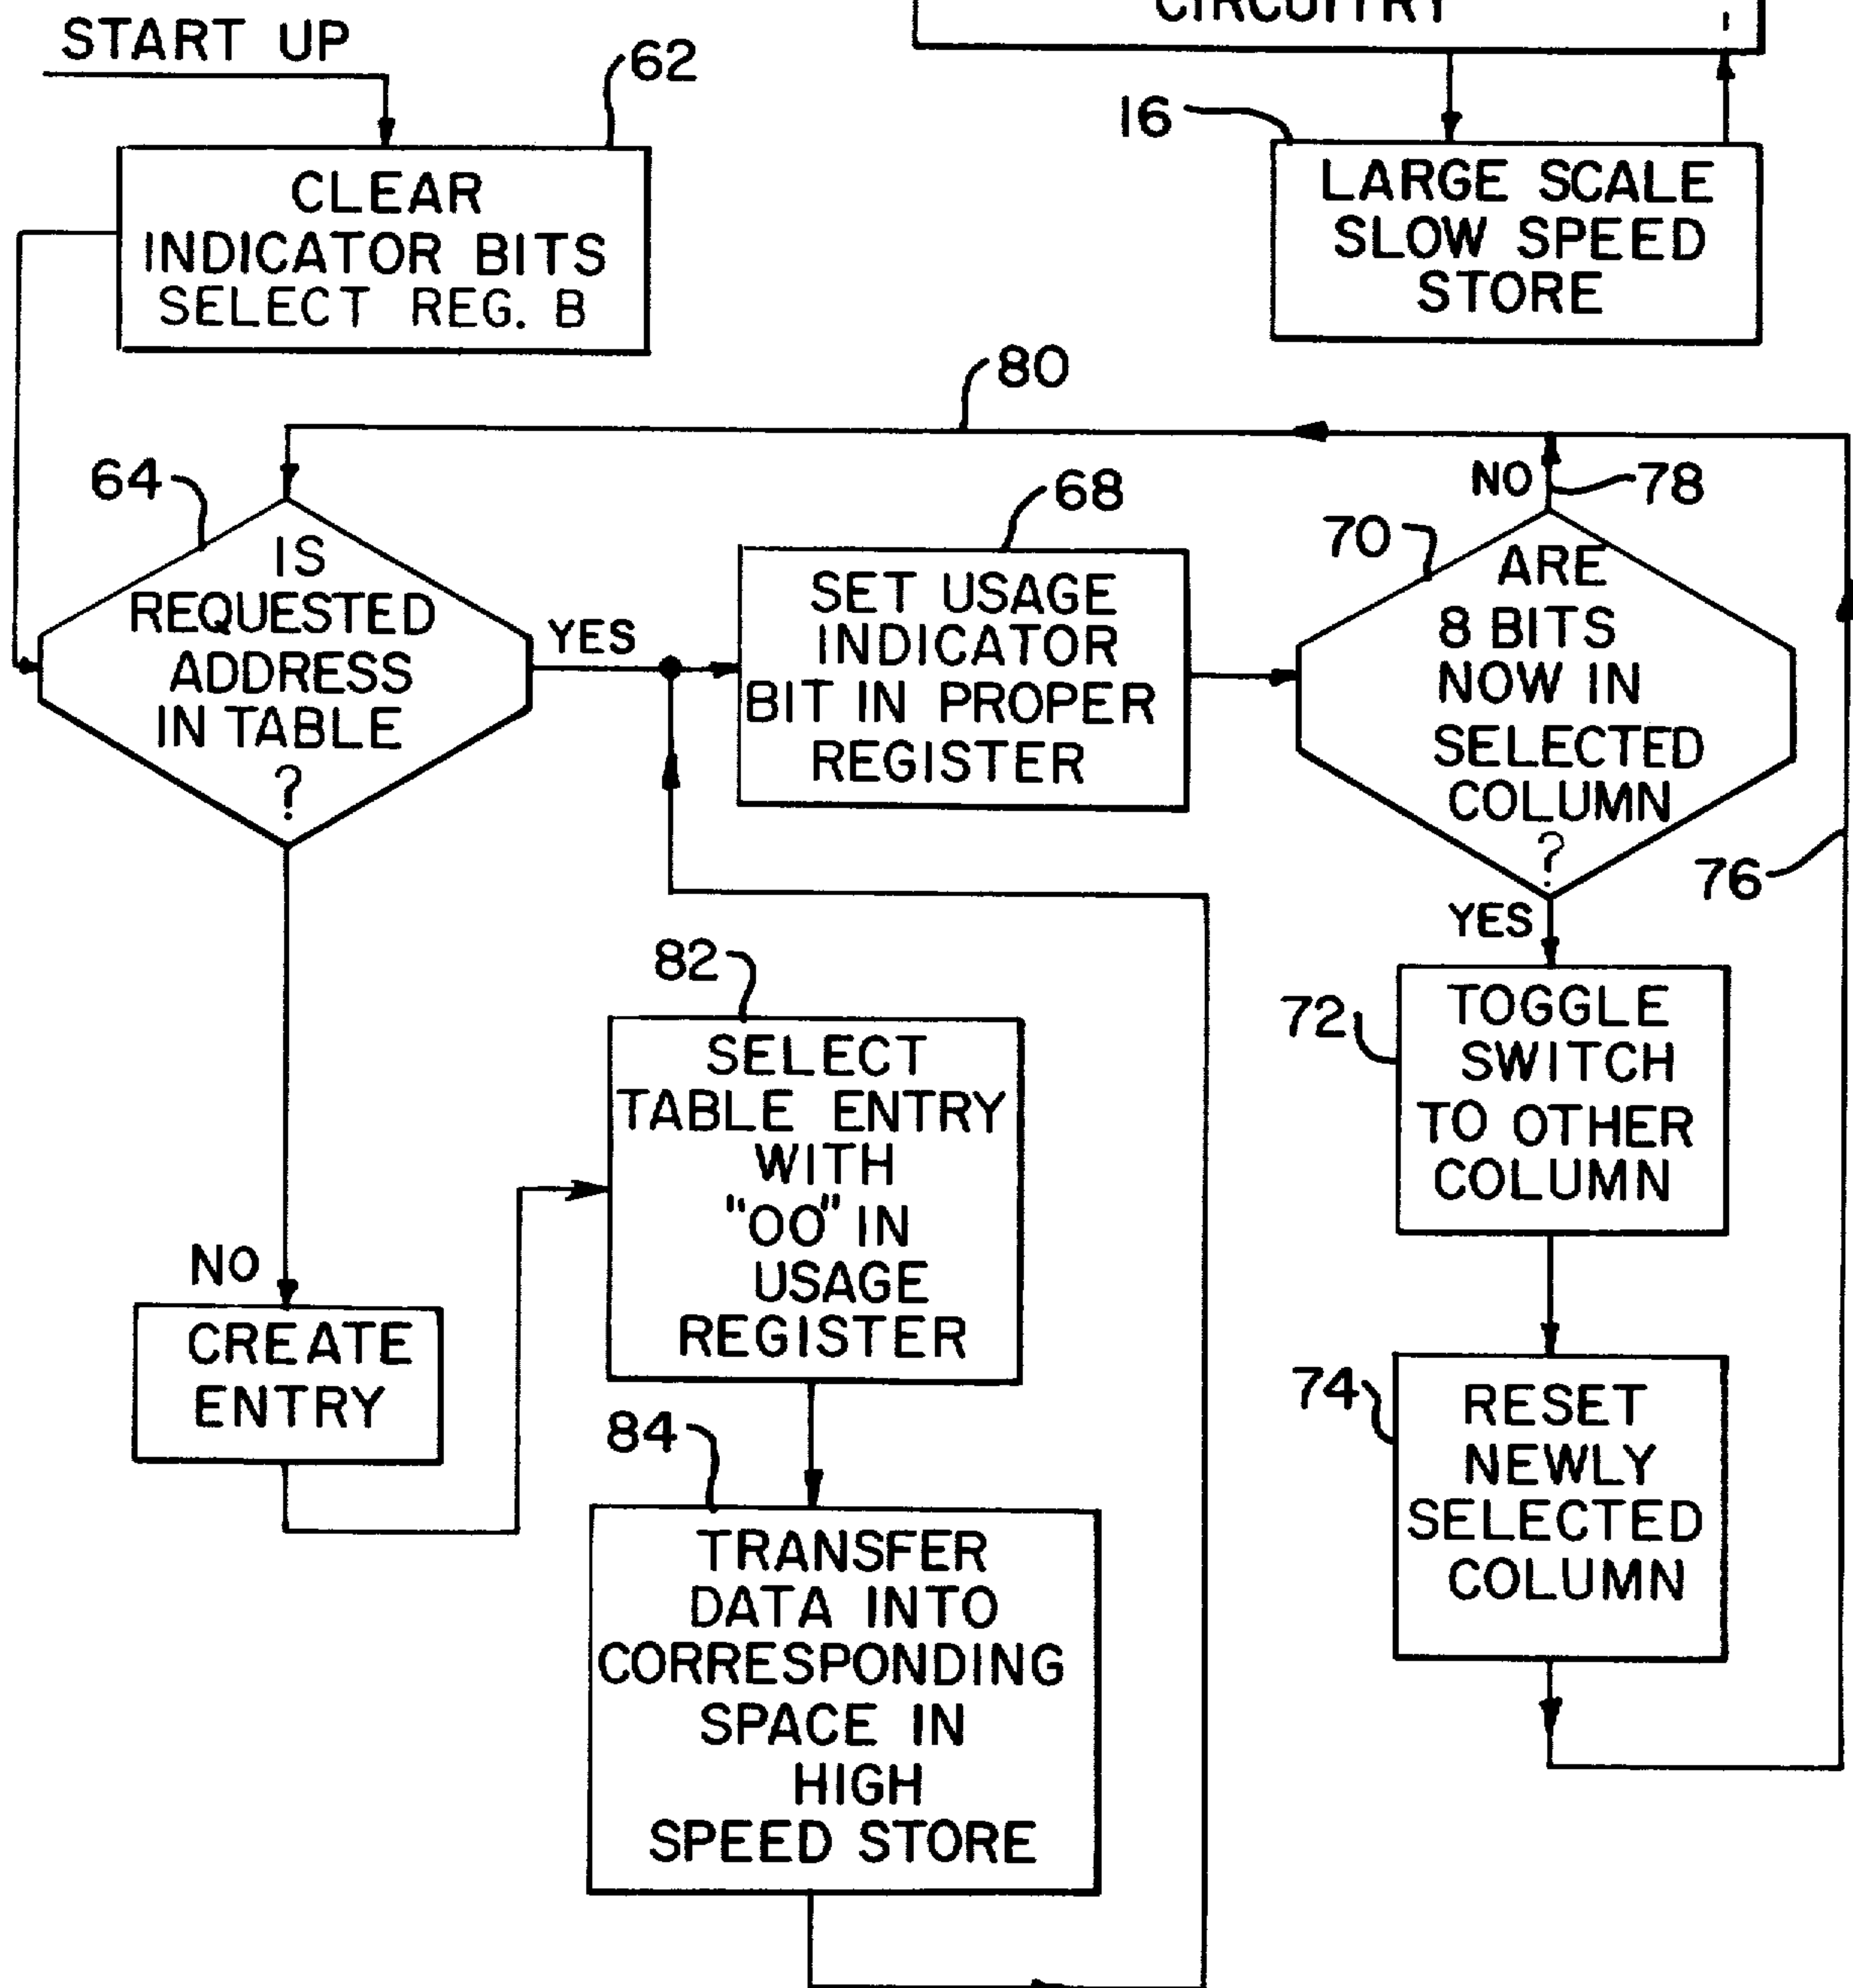 CIRCUITRY
START UP
62
16
CLEAR
INDICATOR BITS
SELECT REG. B
LARGE SCALE
SLOW SPEED
STORE
80
64
IS
REQUESTED
ADDRESS
IN TABLE
?
YES
68
SET USAGE
INDICATOR
BIT IN PROPER
REGISTER
NO
78
70
ARE
8 BITS
NOW IN
SELECTED
COLUMN
?
76
YES
72
TOGGLE
SWITCH
TO OTHER
COLUMN
74
RESET
NEWLY
SELECTED
COLUMN
NO
CREATE
ENTRY
82
SELECT
TABLE ENTRY
WITH
"00" IN
USAGE
REGISTER
84
TRANSFER
DATA INTO
CORRESPONDING
SPACE IN
HIGH
SPEED STORE